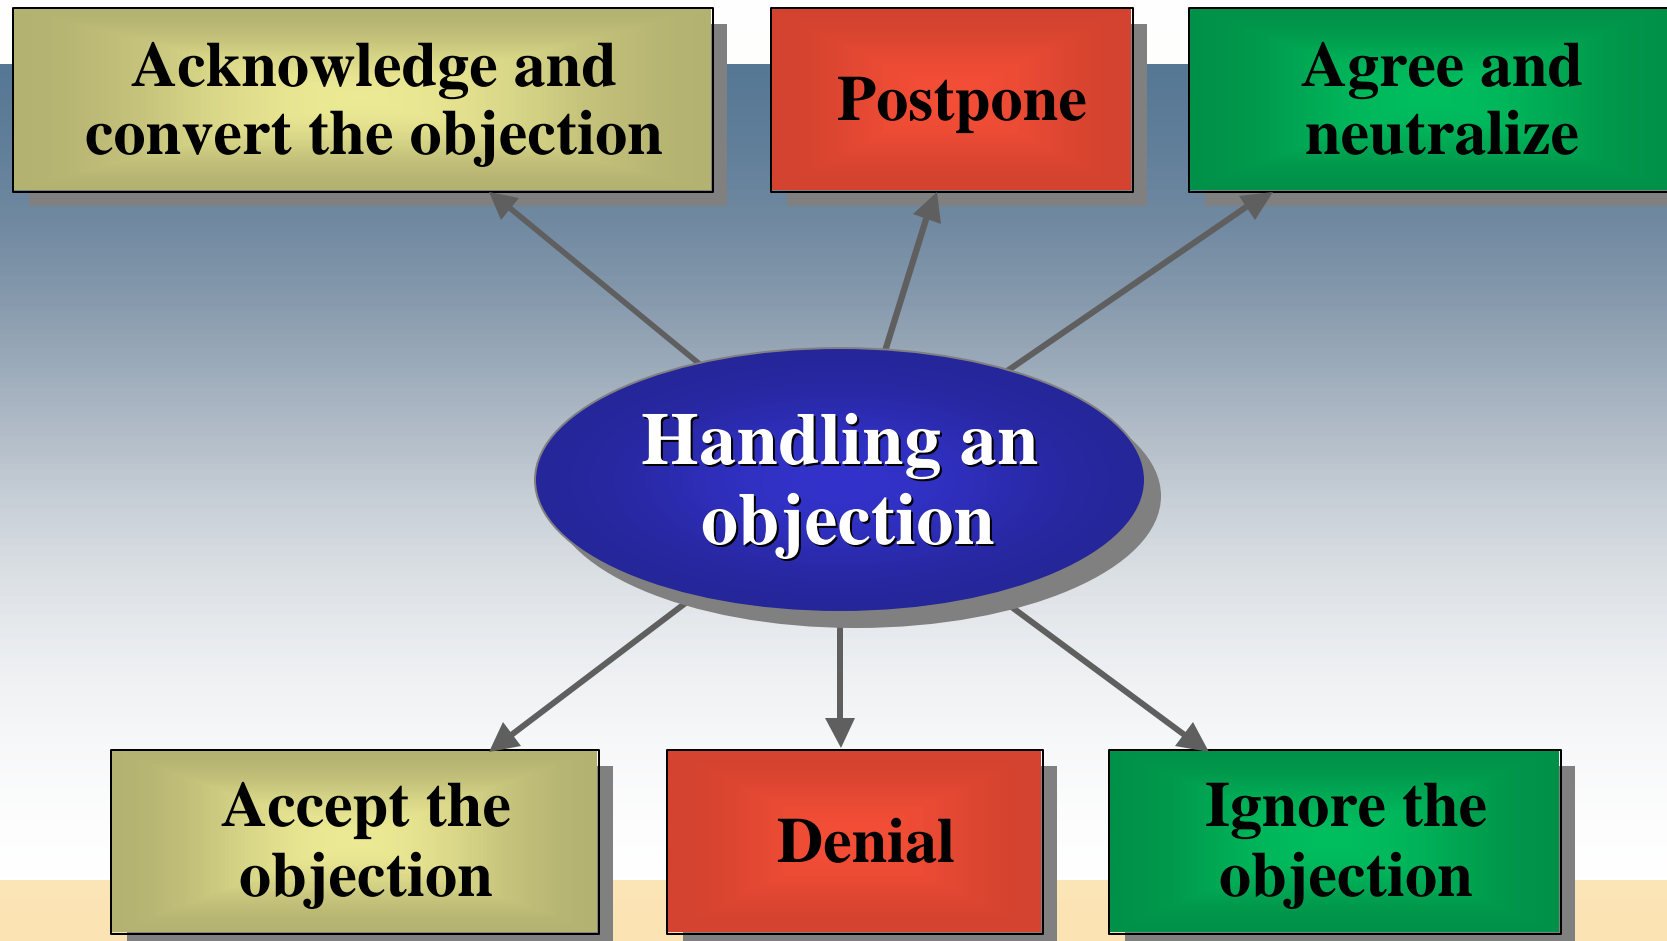 Acknowledge and
convert the objection
Postpone
Agree and
neutralize
Handling an
objection
Accept the
objection
Denial
Ignore the
objection